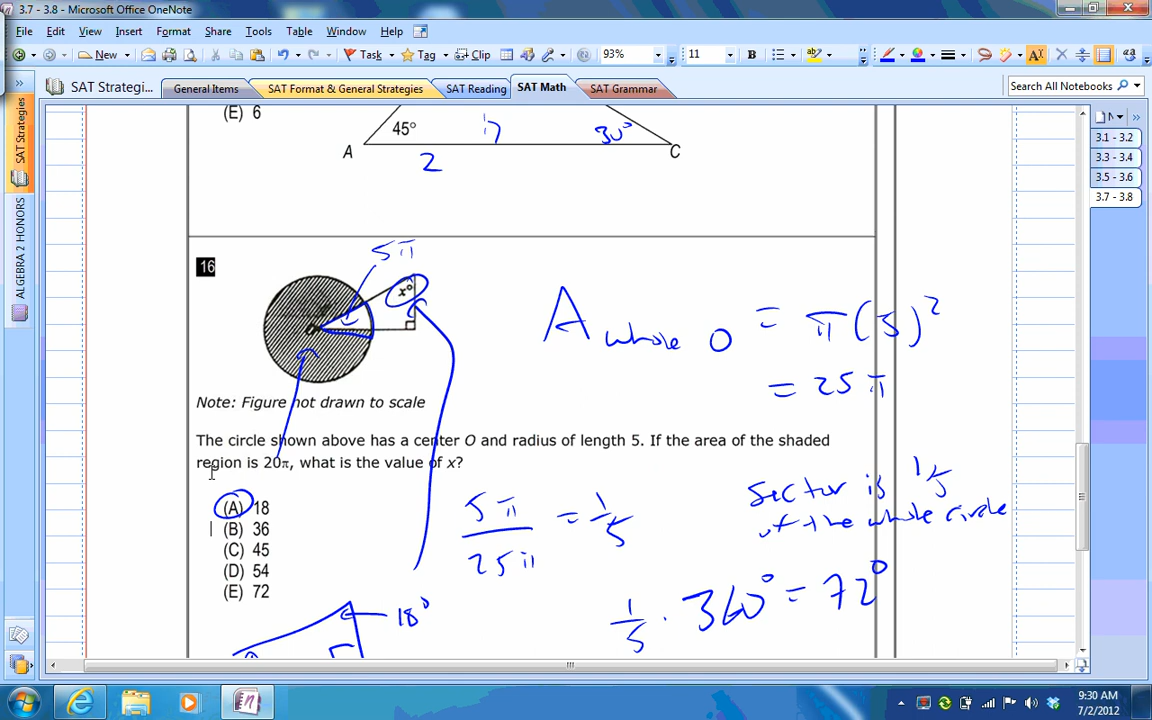 3.7 - 3.8 - Microsoft Office OneNote
File Edit View Insert Format Share Tools Table Window Help
New Task Tag Clip 93% 11 B
SAT Strategi... General Items SAT Format & General Strategies SAT Reading SAT Math SAT Grammar Search All Notebooks
SAT Strategies
ALGEBRA 2 HONORS
3.1 - 3.2
3.3 - 3.4
3.5 - 3.6
3.7 - 3.8
(E) 6
45°
30°
A
C
2
16
5π
x°
A whole O = π(5)²
= 25π
Note: Figure not drawn to scale
The circle shown above has a center O and radius of length 5. If the area of the shaded
region is 20π, what is the value of x?
(A) 18
(B) 36
(C) 45
(D) 54
(E) 72
5π/25π = 1/5
sector is 1/5
of the whole circle
1/5 · 360° = 72°
18°
9:30 AM
7/2/2012